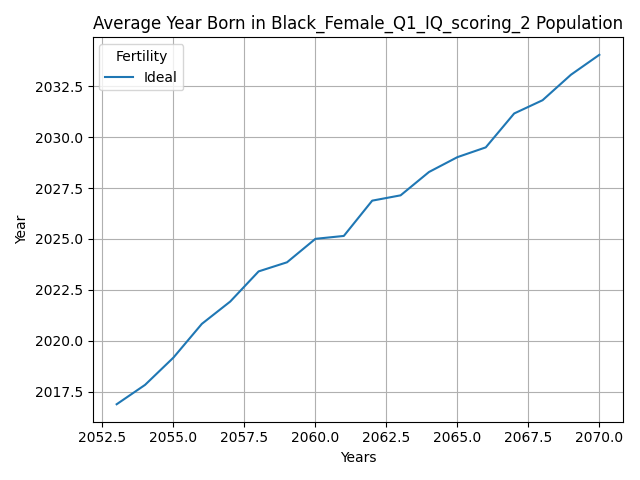 Average Year Born in Black_Female_Q1_IQ_scoring_2 Population
Fertility
Ideal
Year
2032.5
2030.0
2027.5
2025.0
2022.5
2020.0
2017.5
2052.5 2055.0 2057.5 2060.0 2062.5 2065.0 2067.5 2070.0
Years